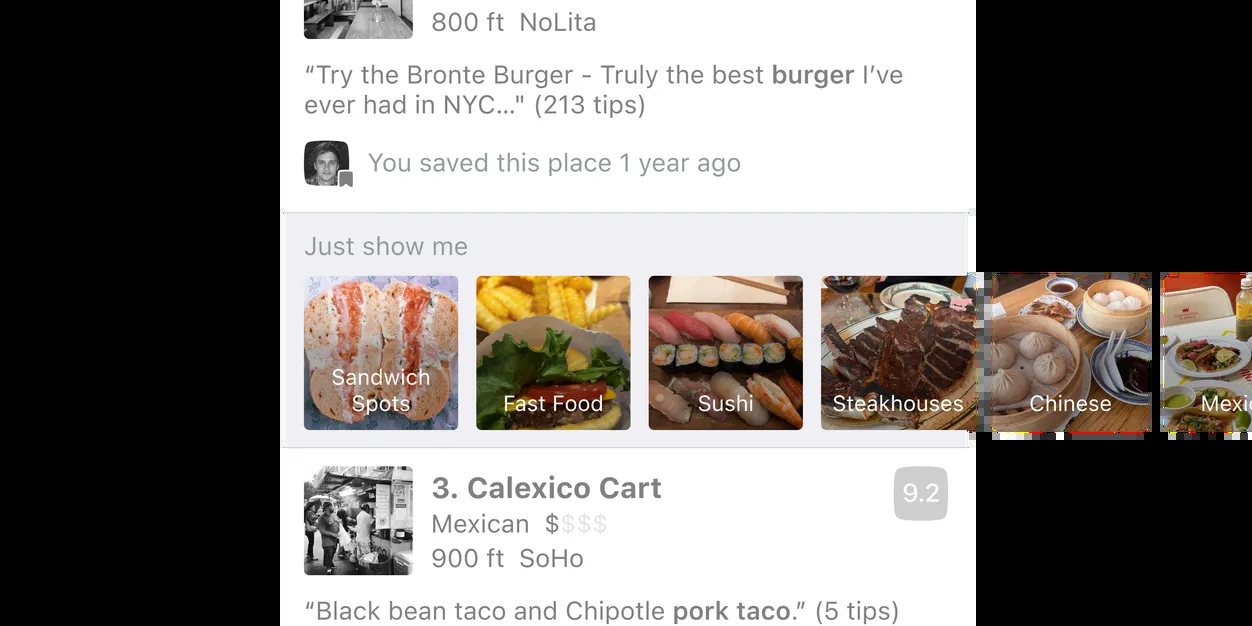 800 ft NoLita
“Try the Bronte Burger - Truly the best burger I’ve
ever had in NYC..." (213 tips)
You saved this place 1 year ago
Just show me
Sandwich
Spots
Fast Food
Sushi
Steakhouses
Chinese
Mexic
3. Calexico Cart
9.2
Mexican $$$$
900 ft SoHo
“Black bean taco and Chipotle pork taco.” (5 tips)